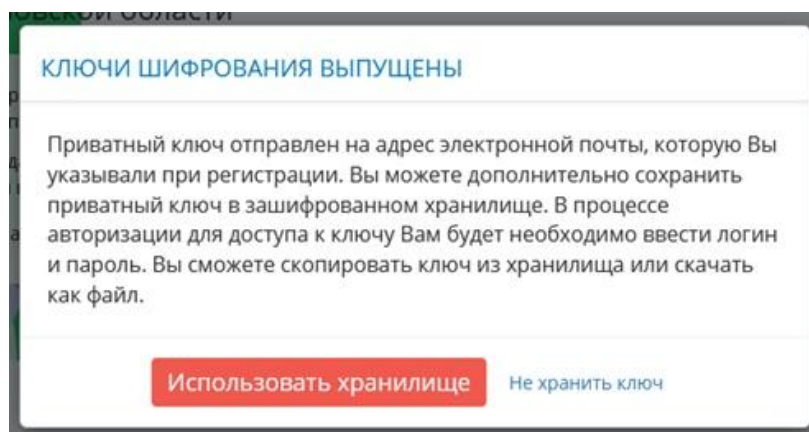 области
КЛЮЧИ ШИФРОВАНИЯ ВЫПУЩЕНЫ
Приватный ключ отправлен на адрес электронной почты, которую Вы
указывали при регистрации. Вы можете дополнительно сохранить
приватный ключ в зашифрованном хранилище. В процессе
авторизации для доступа к ключу Вам будет необходимо ввести логин
и пароль. Вы сможете скопировать ключ из хранилища или скачать
как файл.
Использовать хранилище
Не хранить ключ